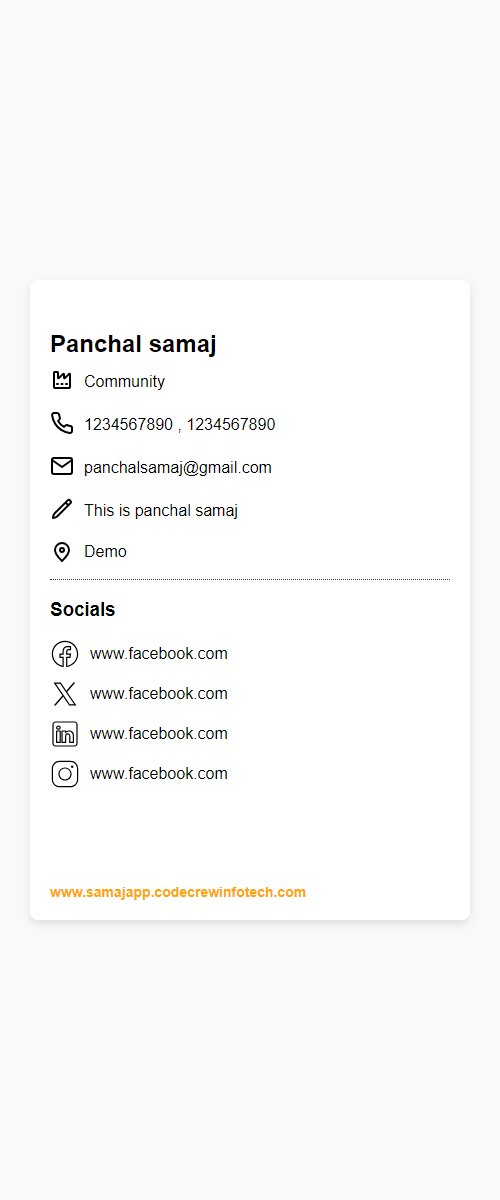 Panchal samaj
Community
1234567890 , 1234567890
panchalsamaj@gmail.com
This is panchal samaj
Demo
Socials
www.facebook.com
www.facebook.com
www.facebook.com
www.facebook.com
www.samajapp.codecrewinfotech.com